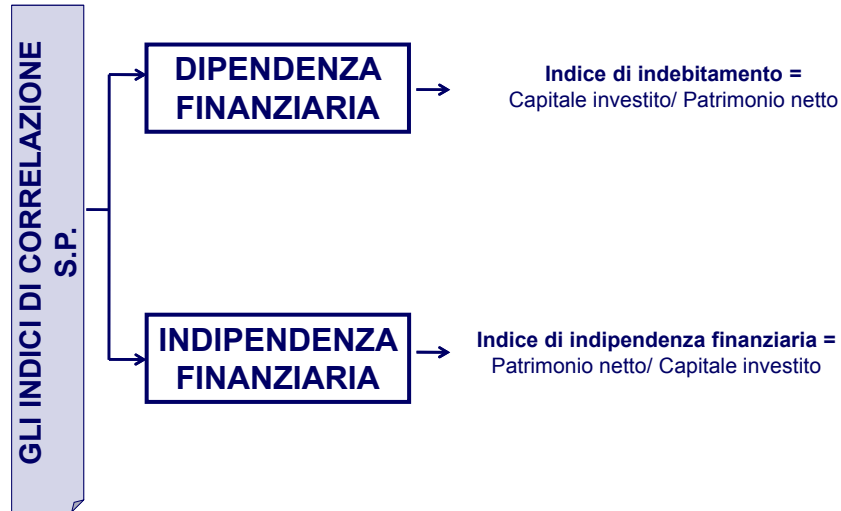 GLI INDICI DI CORRELAZIONE
S.P.
DIPENDENZA
FINANZIARIA
Indice di indebitamento =
Capitale investito/ Patrimonio netto
INDIPENDENZA
FINANZIARIA
Indice di indipendenza finanziaria =
Patrimonio netto/ Capitale investito